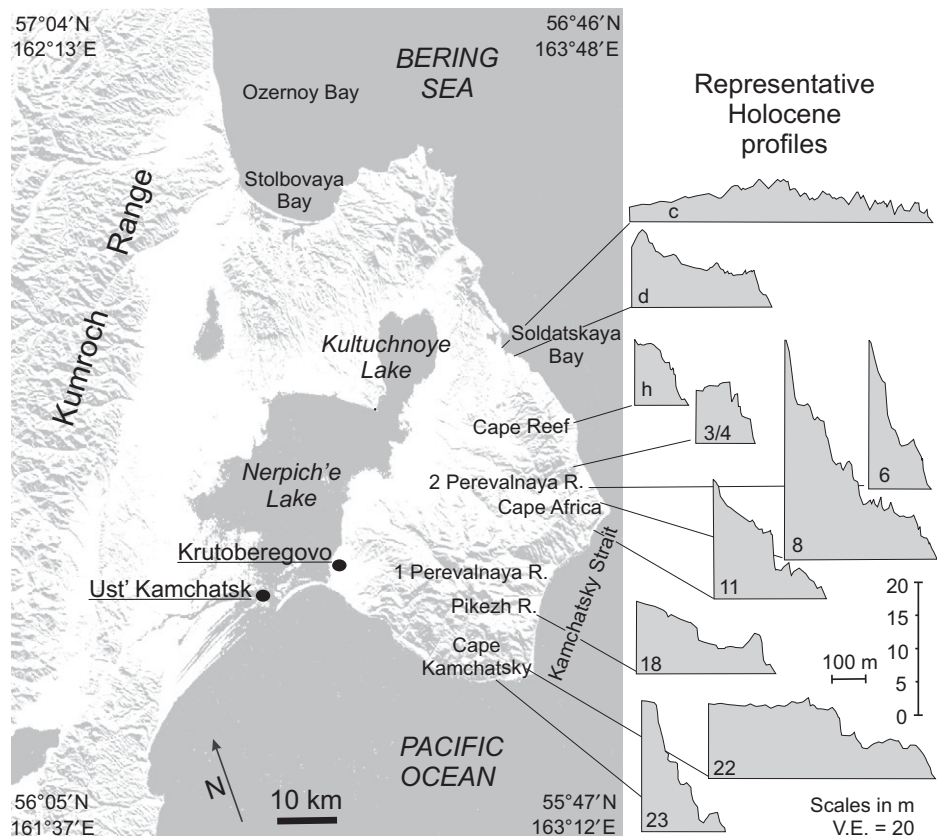 57°04′N
162°13′E
56°46′N
163°48′E
BERING
SEA
Ozernoy Bay
Stolbovaya
Bay
Kumroch Range
Kultuchnoye
Lake
Soldatskaya
Bay
Cape Reef
Nerpich’e
Lake
2 Perevalnaya R.
Cape Africa
Krutoberegovo
Ust’ Kamchatsk
1 Perevalnaya R.
Pikezh R.
Kamchatsky Strait
Cape
Kamchatsky
PACIFIC
OCEAN
N
10 km
56°05′N
161°37′E
55°47′N
163°12′E
Representative
Holocene
profiles
c
d
h
3/4
6
8
11
18
22
23
100 m
20
15
10
5
0
Scales in m
V.E. = 20